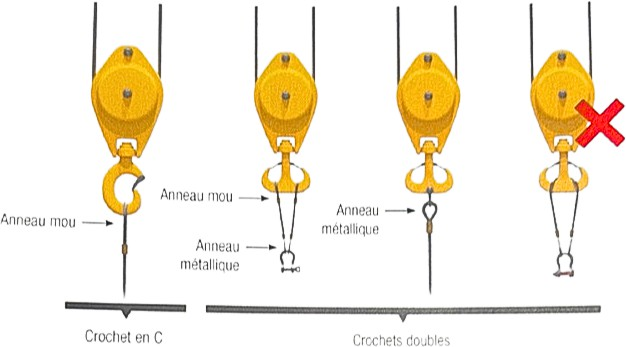 Anneau mou
Anneau mou
Anneau
métallique
Anneau
métallique
Crochet en C
Crochets doubles